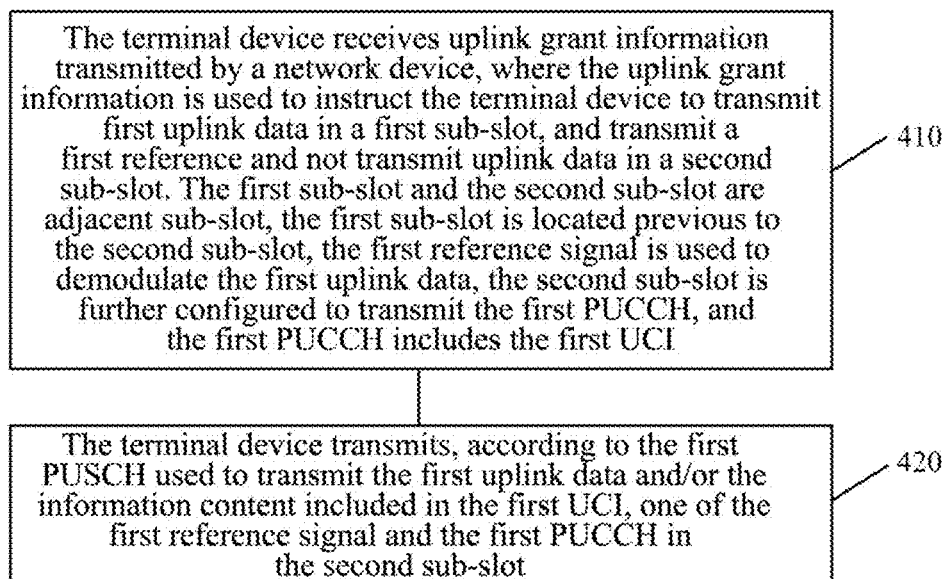 The terminal device receives uplink grant information
transmitted by a network device, where the uplink grant
information is used to instruct the terminal device to transmit
first uplink data in a first sub-slot, and transmit a
first reference and not transmit uplink data in a second
sub-slot. The first sub-slot and the second sub-slot are
adjacent sub-slot, the first sub-slot is located previous to
the second sub-slot, the first reference signal is used to
demodulate the first uplink data, the second sub-slot is
further configured to transmit the first PUCCH, and
the first PUCCH includes the first UCI
410
The terminal device transmits, according to the first
PUSCH used to transmit the first uplink data and/or the
information content included in the first UCI, one of the
first reference signal and the first PUCCH in
the second sub-slot
420